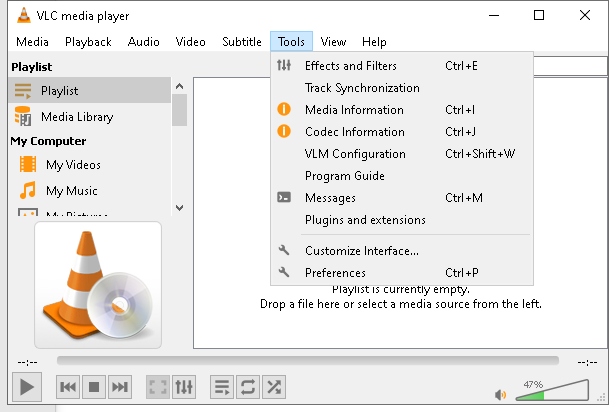 VLC media player
Media Playback Audio Video Subtitle Tools View Help
Playlist
Playlist
Media Library
My Computer
My Videos
My Music
My Pictures
Effects and Filters Ctrl+E
Track Synchronization
Media Information Ctrl+I
Codec Information Ctrl+J
VLM Configuration Ctrl+Shift+W
Program Guide
Messages Ctrl+M
Plugins and extensions
Customize Interface...
Preferences Ctrl+P
Playlist is currently empty.
Drop a file here or select a media source from the left.
--:-- --:--
47%